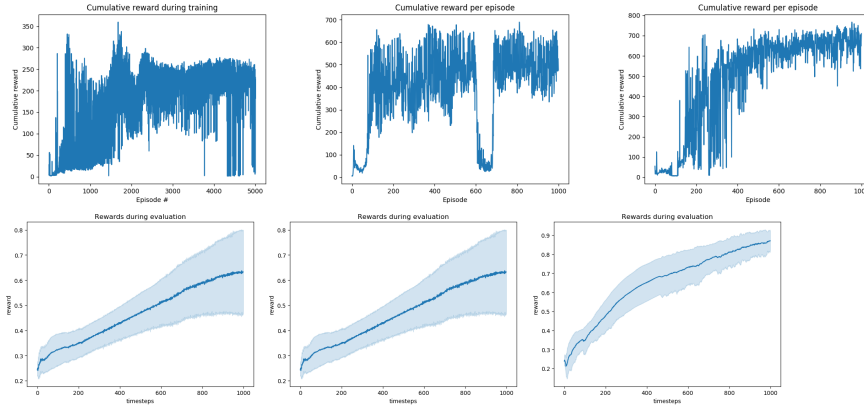 Cumulative reward during training
350
300
250
200
150
100
50
0
Cumulative reward
0 1000 2000 3000 4000 5000
Episode #
Cumulative reward per episode
700
600
500
400
300
200
100
0
Cumulative reward
0 200 400 600 800 1000
Episode
Cumulative reward per episode
800
700
600
500
400
300
200
100
0
Cumulative reward
0 200 400 600 800 1000
Episode
Rewards during evaluation
0.8
0.7
0.6
0.5
0.4
0.3
0.2
reward
0 200 400 600 800 1000
timesteps
Rewards during evaluation
0.8
0.7
0.6
0.5
0.4
0.3
0.2
reward
0 200 400 600 800 1000
timesteps
Rewards during evaluation
0.9
0.8
0.7
0.6
0.5
0.4
0.3
0.2
reward
0 200 400 600 800 1000
timesteps